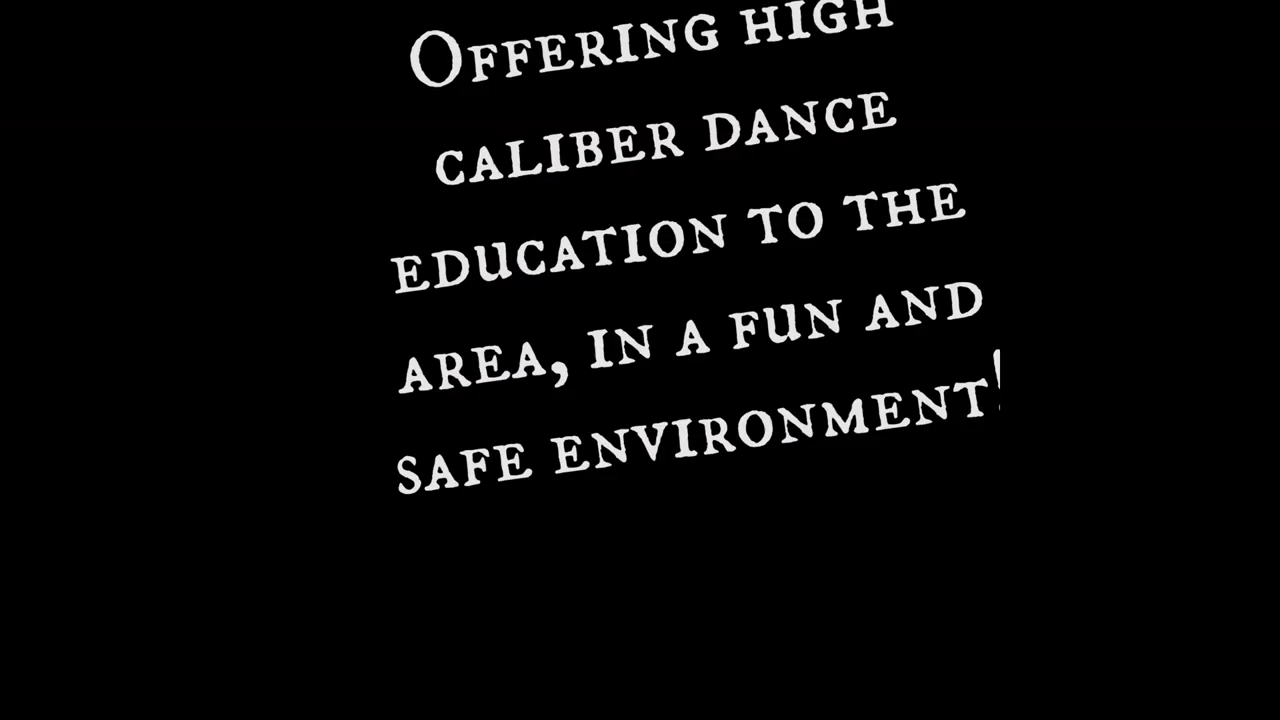 Offering high
caliber dance
education to the
area, in a fun and
safe environment!